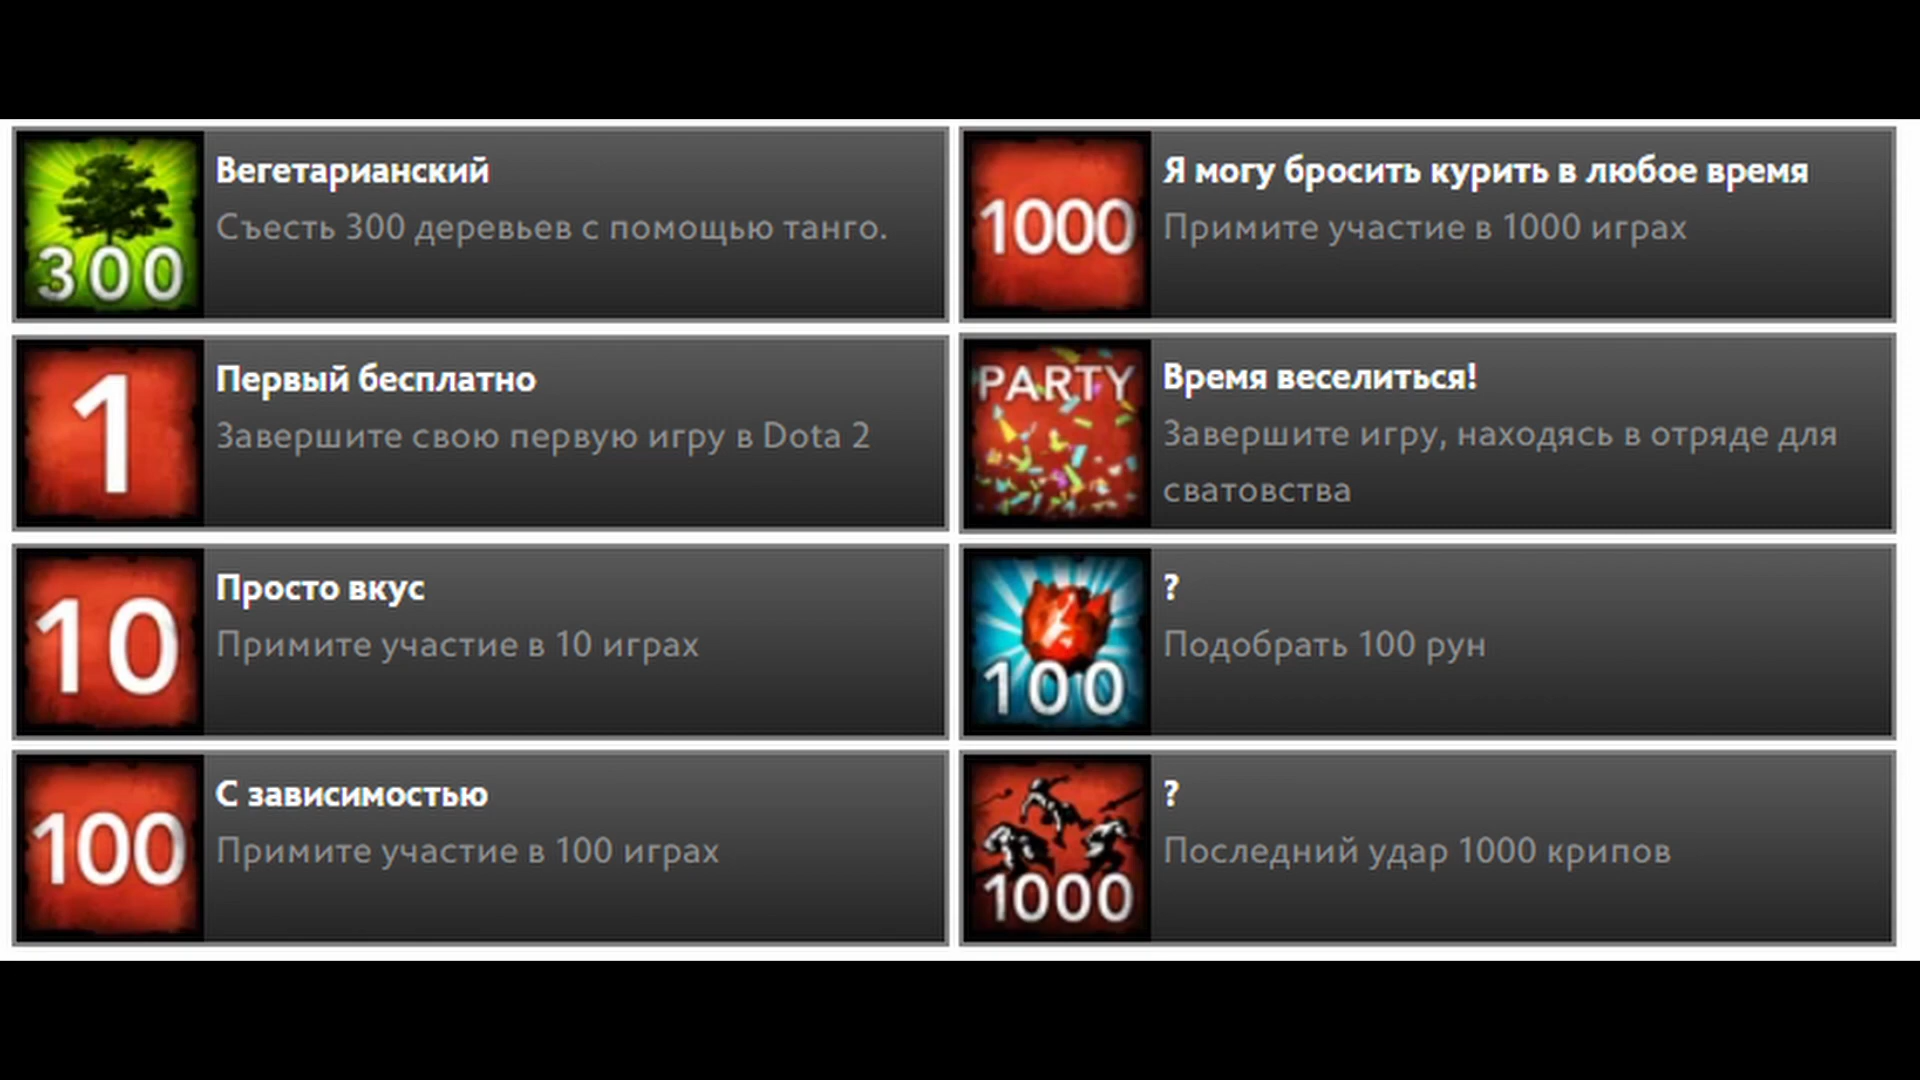 300
Вегетарианский
Съесть 300 деревьев с помощью танго.
1000
Я могу бросить курить в любое время
Примите участие в 1000 играх
1
Первый бесплатно
Завершите свою первую игру в Dota 2
PARTY
Время веселиться!
Завершите игру, находясь в отряде для
сватовства
10
Просто вкус
Примите участие в 10 играх
100
?
Подобрать 100 рун
100
С зависимостью
Примите участие в 100 играх
1000
?
Последний удар 1000 крипов